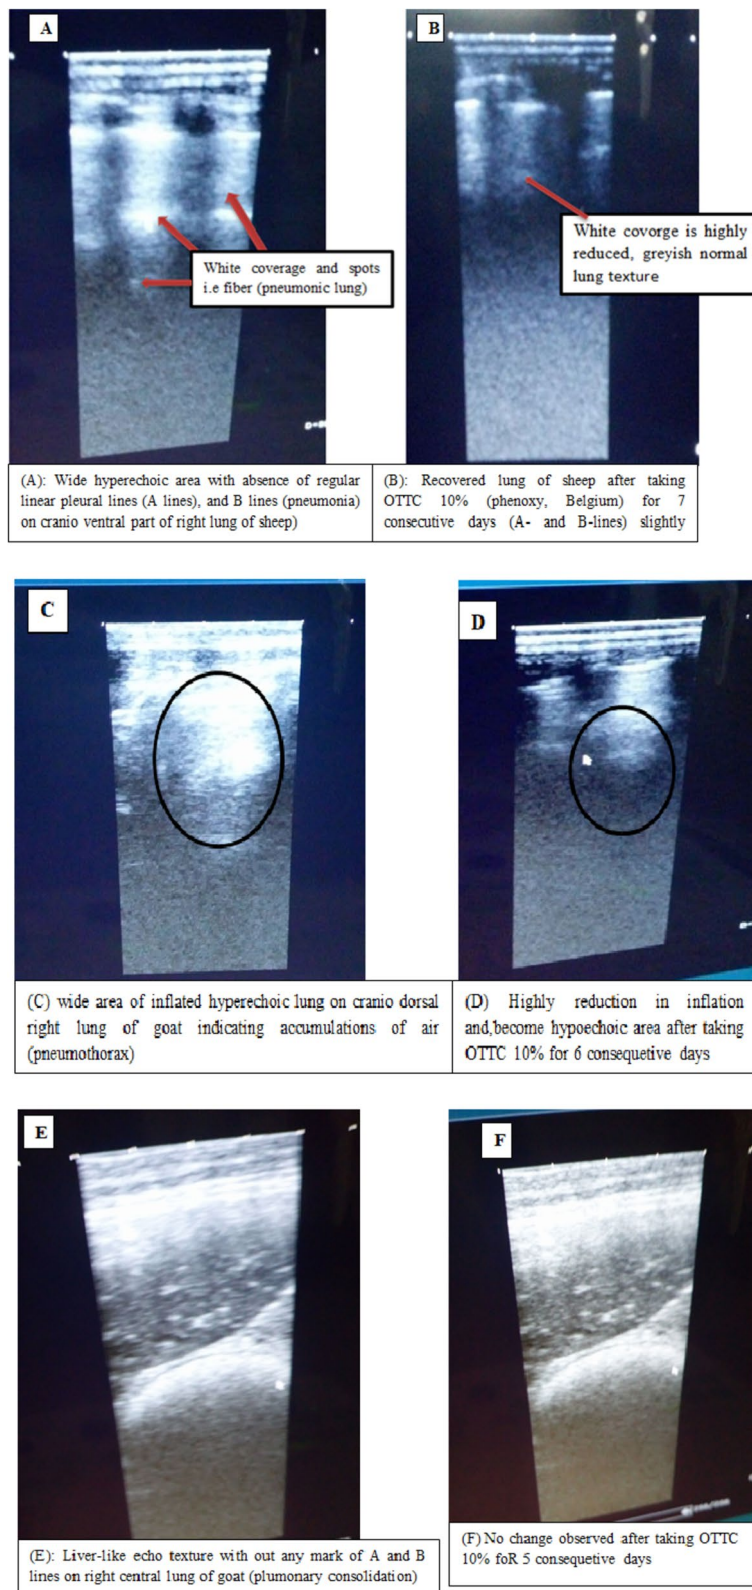 A
B
White coverage and spots
i.e fiber (pneumonic lung)
White covorge is highly
reduced, greyish normal
lung texture
(A): Wide hyperechoic area with absence of regular
linear pleural lines (A lines), and B lines (pneumonia)
on cranio ventral part of right lung of sheep)
(B): Recovered lung of sheep after taking
OTTC 10% (phenoxy, Belgium) for 7
consecutive days (A- and B-lines) slightly
C
D
(C) wide area of inflated hyperechoic lung on cranio dorsal
right lung of goat indicating accumulations of air
(pneumothorax)
(D) Highly reduction in inflation
and,become hypoechoic area after taking
OTTC 10% for 6 consequetive days
E
F
(E): Liver-like echo texture with out any mark of A and B
lines on right central lung of goat (plumonary consolidation)
(F) No change observed after taking OTTC
10% foR 5 consequetive days